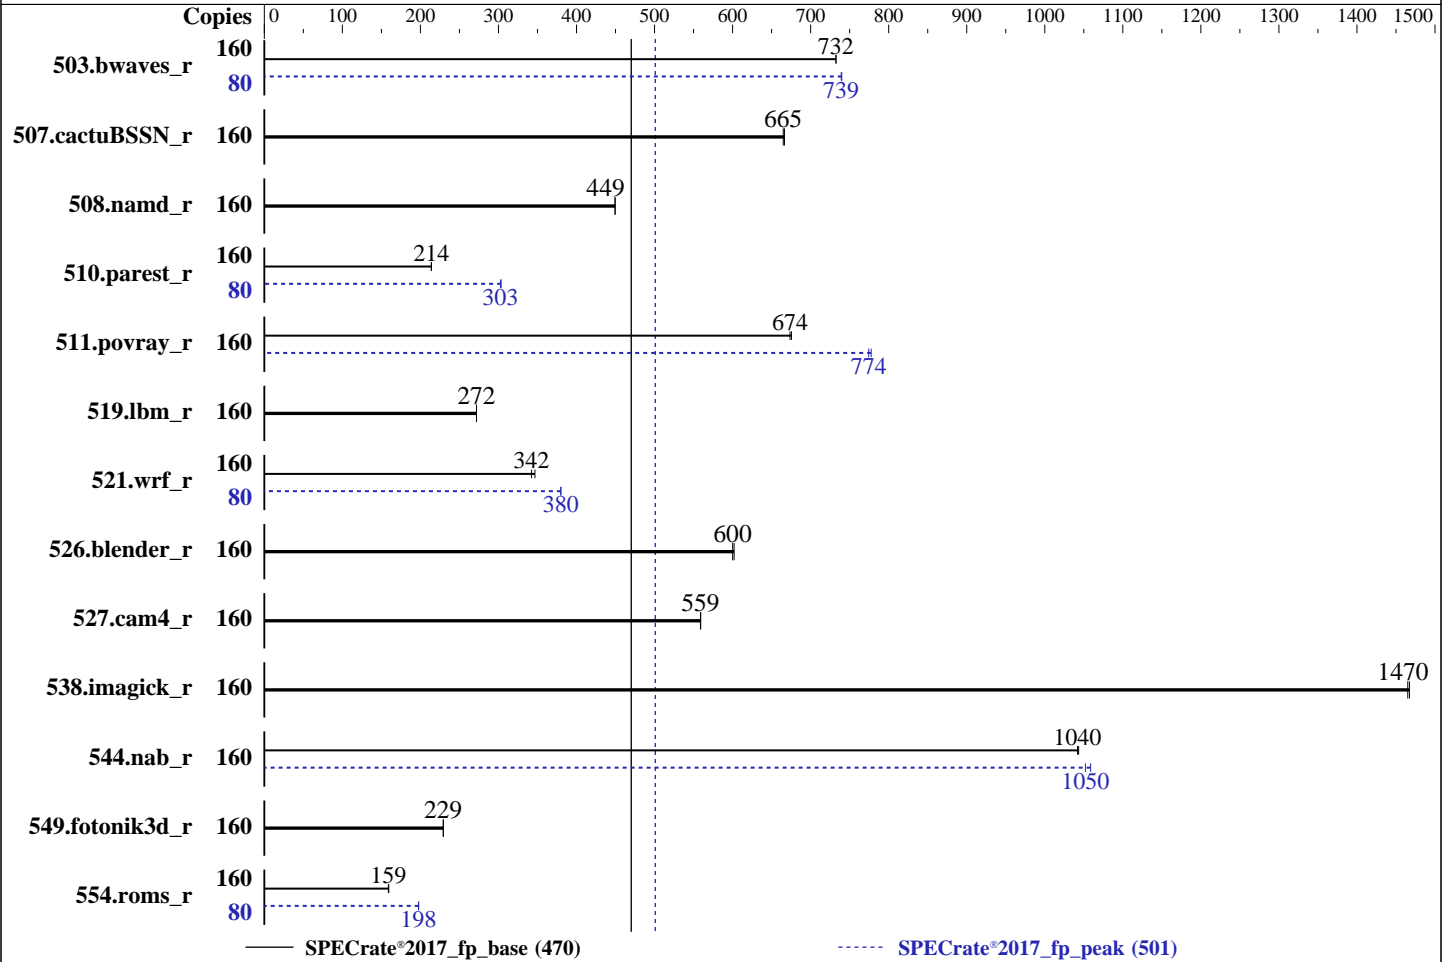 Copies 0 100 200 300 400 500 600 700 800 900 1000 1100 1200 1300 1400 1500
503.bwaves_r 160 732
80 739
507.cactuBSSN_r 160 665
508.namd_r 160 449
510.parest_r 160 214
80 303
511.povray_r 160 674
774
519.lbm_r 160 272
521.wrf_r 160 342
80 380
526.blender_r 160 600
527.cam4_r 160 559
538.imagick_r 160 1470
544.nab_r 160 1040
1050
549.fotonik3d_r 160 229
554.roms_r 160 159
80 198
SPECrate®2017_fp_base (470) SPECrate®2017_fp_peak (501)